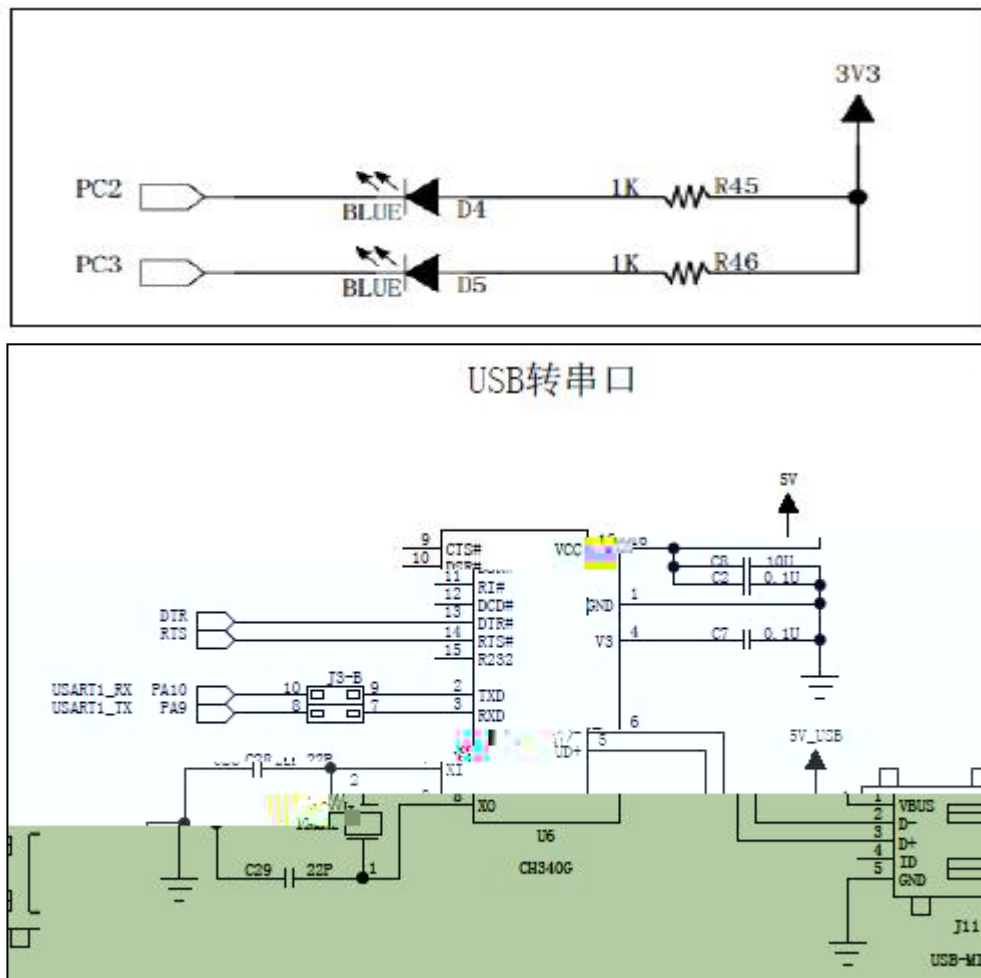 3V3
PC2 BLUE D4 1K R45
PC3 BLUE D5 1K R46
USB转串口
5V
9 CTS# VCC
10 C8 10U
11 RI# C2 0.1U
12 DCD# GND 1
DTR 13 DTR#
RTS 14 RTS# V3 4 C7 0.1U
15 R232
J3-B
USART1_RX PA10 10 9 2 TXD
USART1_TX PA9 8 7 3 RXD
6
5V_USB
UD+ 5
22P XI
2
8 XO 1 VBUS
2 D-
U6 3 D+
4 ID
C29 22P 1 CH340G 5 GND
J11